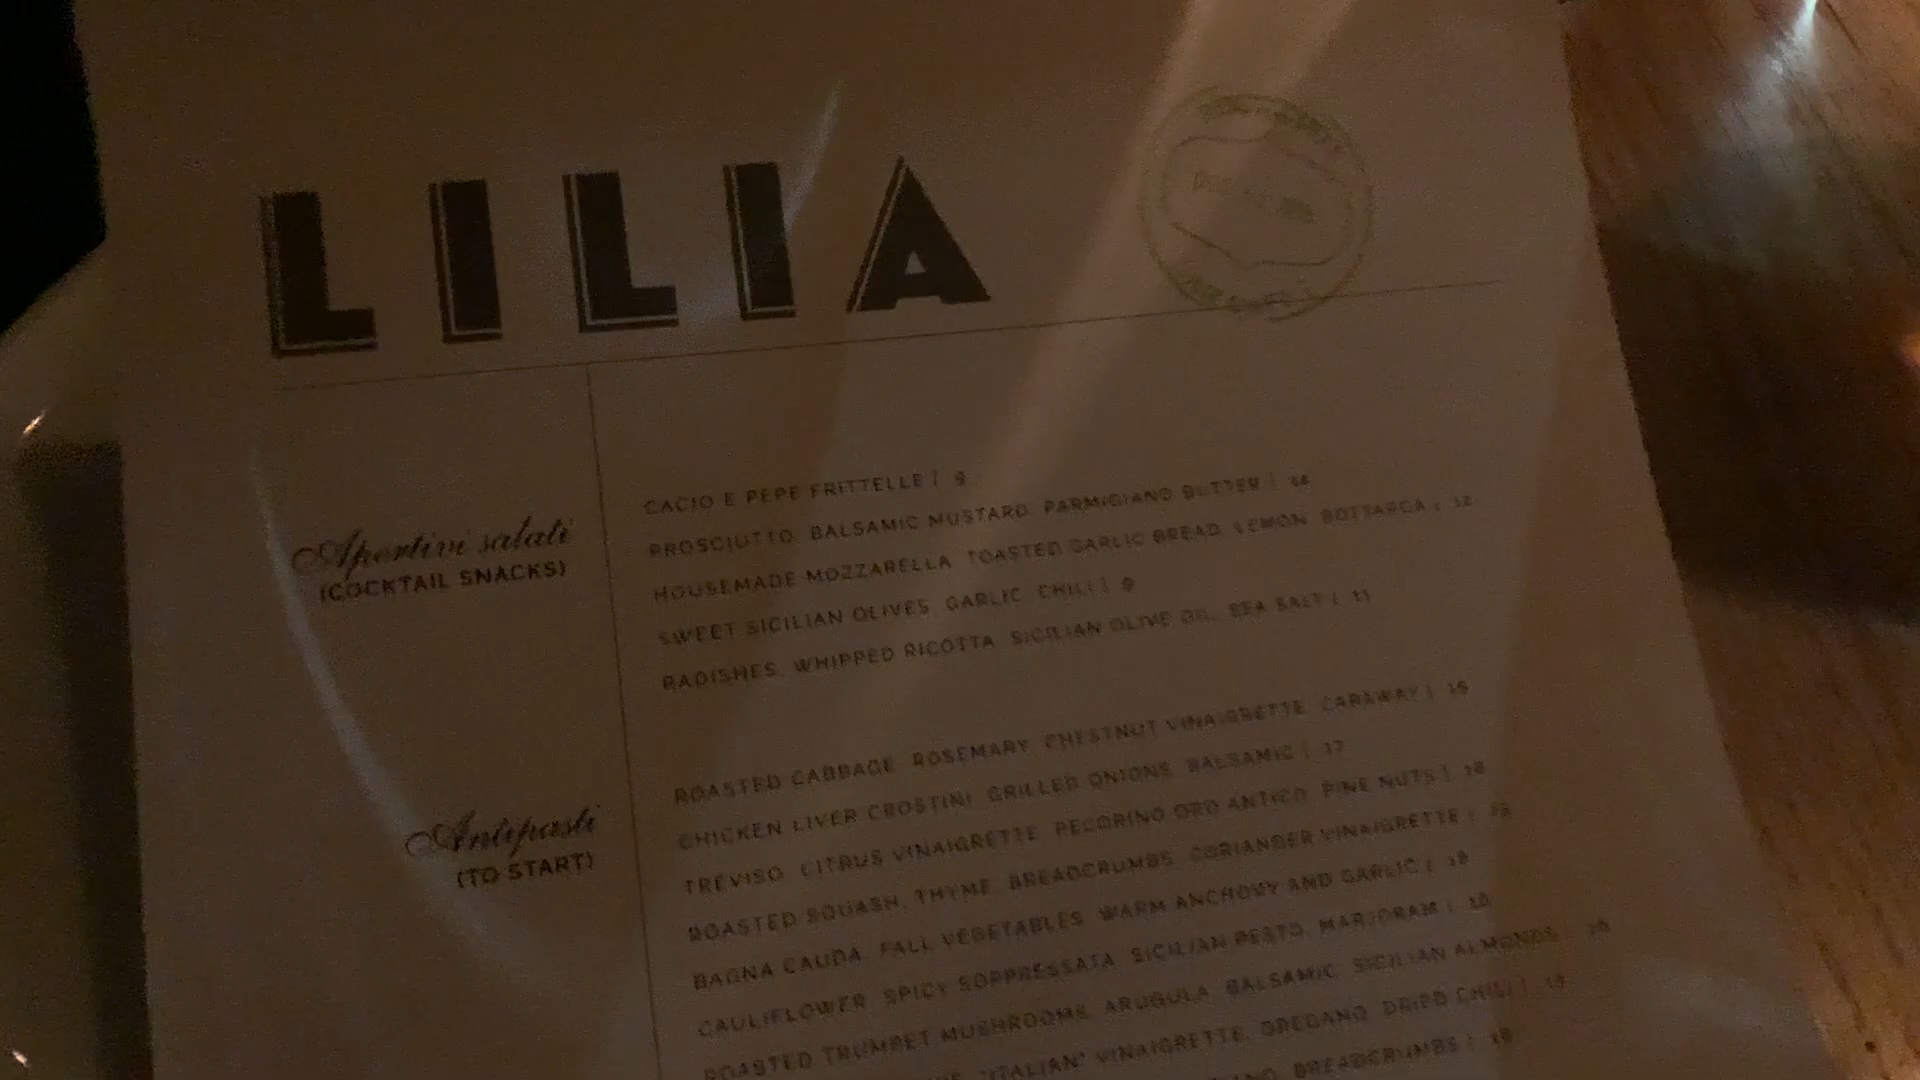 LILIA
Aperitivi salati
(COCKTAIL SNACKS)
CACIO E PEPE FRITTELLE | 9
PROSCIUTTO, BALSAMIC MUSTARD, PARMIGIANO BUTTER |
HOUSEMADE MOZZARELLA, TOASTED GARLIC BREAD, LEMON, BOTTARGA | 12
SWEET SICILIAN OLIVES, GARLIC, CHILI | 9
RADISHES, WHIPPED RICOTTA, SICILIAN OLIVE OIL, SEA SALT | 11
Antipasti
(TO START)
ROASTED CABBAGE, ROSEMARY, CHESTNUT VINAIGRETTE, CARAWAY | 15
CHICKEN LIVER CROSTINI, GRILLED ONIONS, BALSAMIC | 17
TREVISO, CITRUS VINAIGRETTE, PECORINO ORO ANTICO, PINE NUTS |
ROASTED SQUASH, THYME, BREADCRUMBS, CORIANDER VINAIGRETTE |
BAGNA CAUDA, FALL VEGETABLES, WARM ANCHOVY AND GARLIC |
CAULIFLOWER, SPICY SOPPRESSATA, SICILIAN PESTO, MARJORAM |
ROASTED TRUMPET MUSHROOMS, ARUGULA, BALSAMIC, SICILIAN ALMONDS
"ITALIAN" VINAIGRETTE, OREGANO, DRIED CHILI |
BREADCRUMBS |